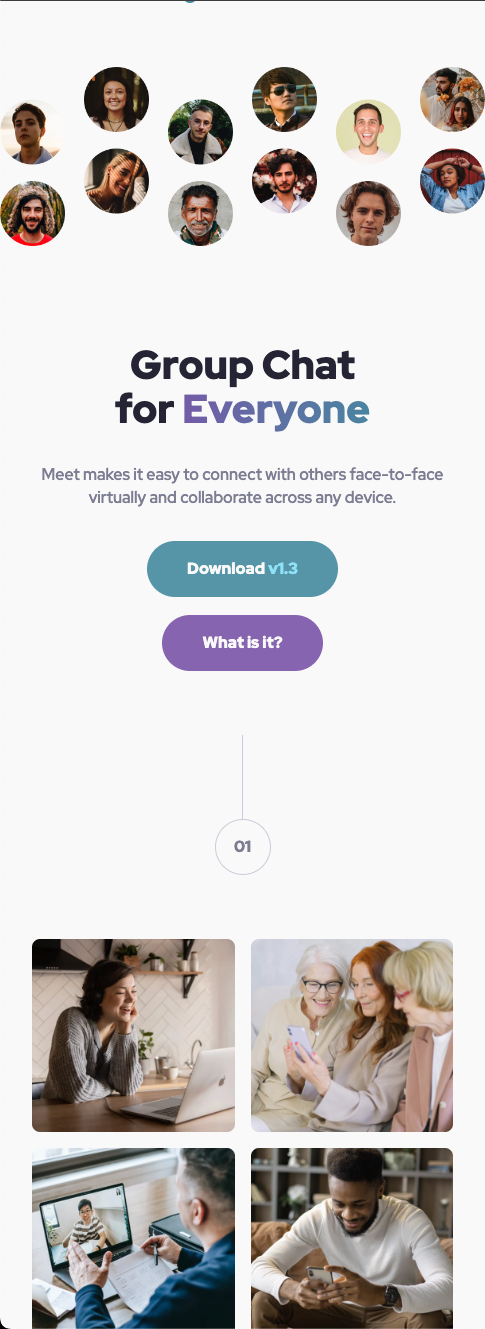 Group Chat
for Everyone
Meet makes it easy to connect with others face-to-face
virtually and collaborate across any device.
Download v1.3
What is it?
01